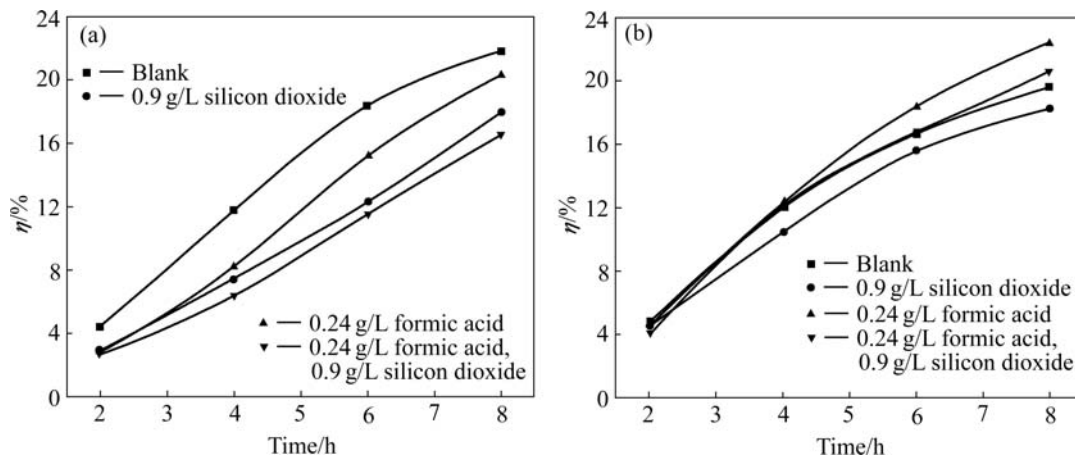 (a)
Blank
0.9 g/L silicon dioxide
0.24 g/L formic acid
0.24 g/L formic acid,
0.9 g/L silicon dioxide
η/%
24
20
16
12
8
4
0
2 3 4 5 6 7 8
Time/h
(b)
Blank
0.9 g/L silicon dioxide
0.24 g/L formic acid
0.24 g/L formic acid,
0.9 g/L silicon dioxide
η/%
24
20
16
12
8
4
0
2 3 4 5 6 7 8
Time/h